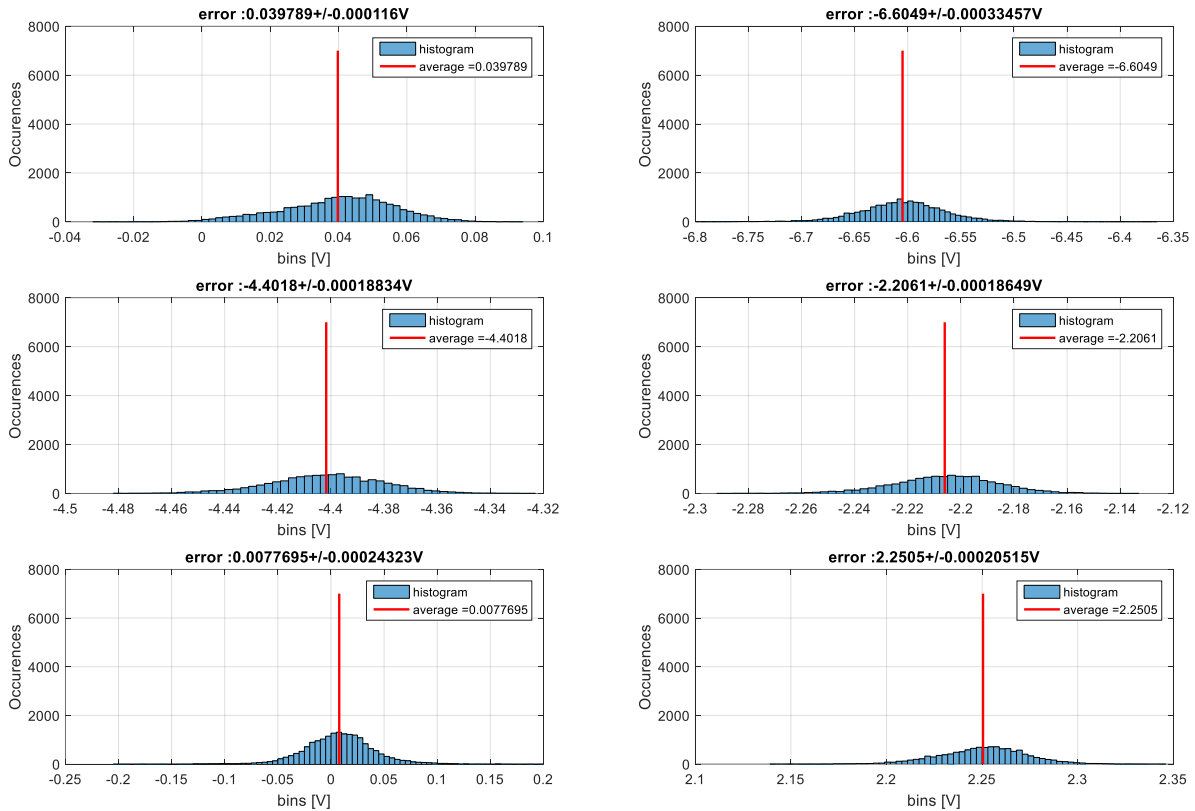 error :0.039789+/-0.000116V
8000
6000
4000
2000
0
Occurences
histogram
average =0.039789
-0.04 -0.02 0 0.02 0.04 0.06 0.08 0.1
bins [V]
error :-6.6049+/-0.00033457V
8000
6000
4000
2000
0
Occurences
histogram
average =-6.6049
-6.8 -6.75 -6.7 -6.65 -6.6 -6.55 -6.5 -6.45 -6.4 -6.35
bins [V]
error :-4.4018+/-0.00018834V
8000
6000
4000
2000
0
Occurences
histogram
average =-4.4018
-4.5 -4.48 -4.46 -4.44 -4.42 -4.4 -4.38 -4.36 -4.34 -4.32
bins [V]
error :-2.2061+/-0.00018649V
8000
6000
4000
2000
0
Occurences
histogram
average =-2.2061
-2.3 -2.28 -2.26 -2.24 -2.22 -2.2 -2.18 -2.16 -2.14 -2.12
bins [V]
error :0.0077695+/-0.00024323V
8000
6000
4000
2000
0
Occurences
histogram
average =0.0077695
-0.25 -0.2 -0.15 -0.1 -0.05 0 0.05 0.1 0.15 0.2
bins [V]
error :2.2505+/-0.00020515V
8000
6000
4000
2000
0
Occurences
histogram
average =2.2505
2.1 2.15 2.2 2.25 2.3 2.35
bins [V]